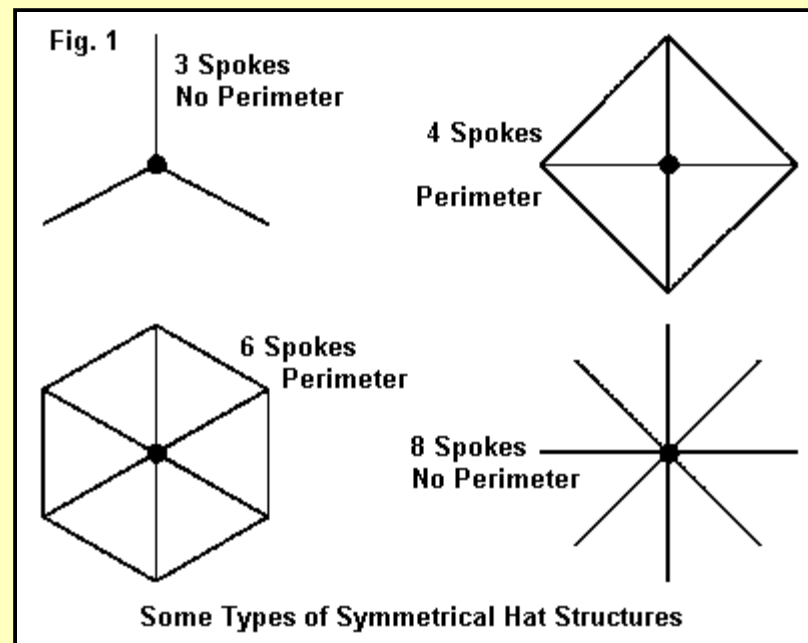 Fig. 1
3 Spokes
No Perimeter
4 Spokes
Perimeter
6 Spokes
Perimeter
8 Spokes
No Perimeter
Some Types of Symmetrical Hat Structures